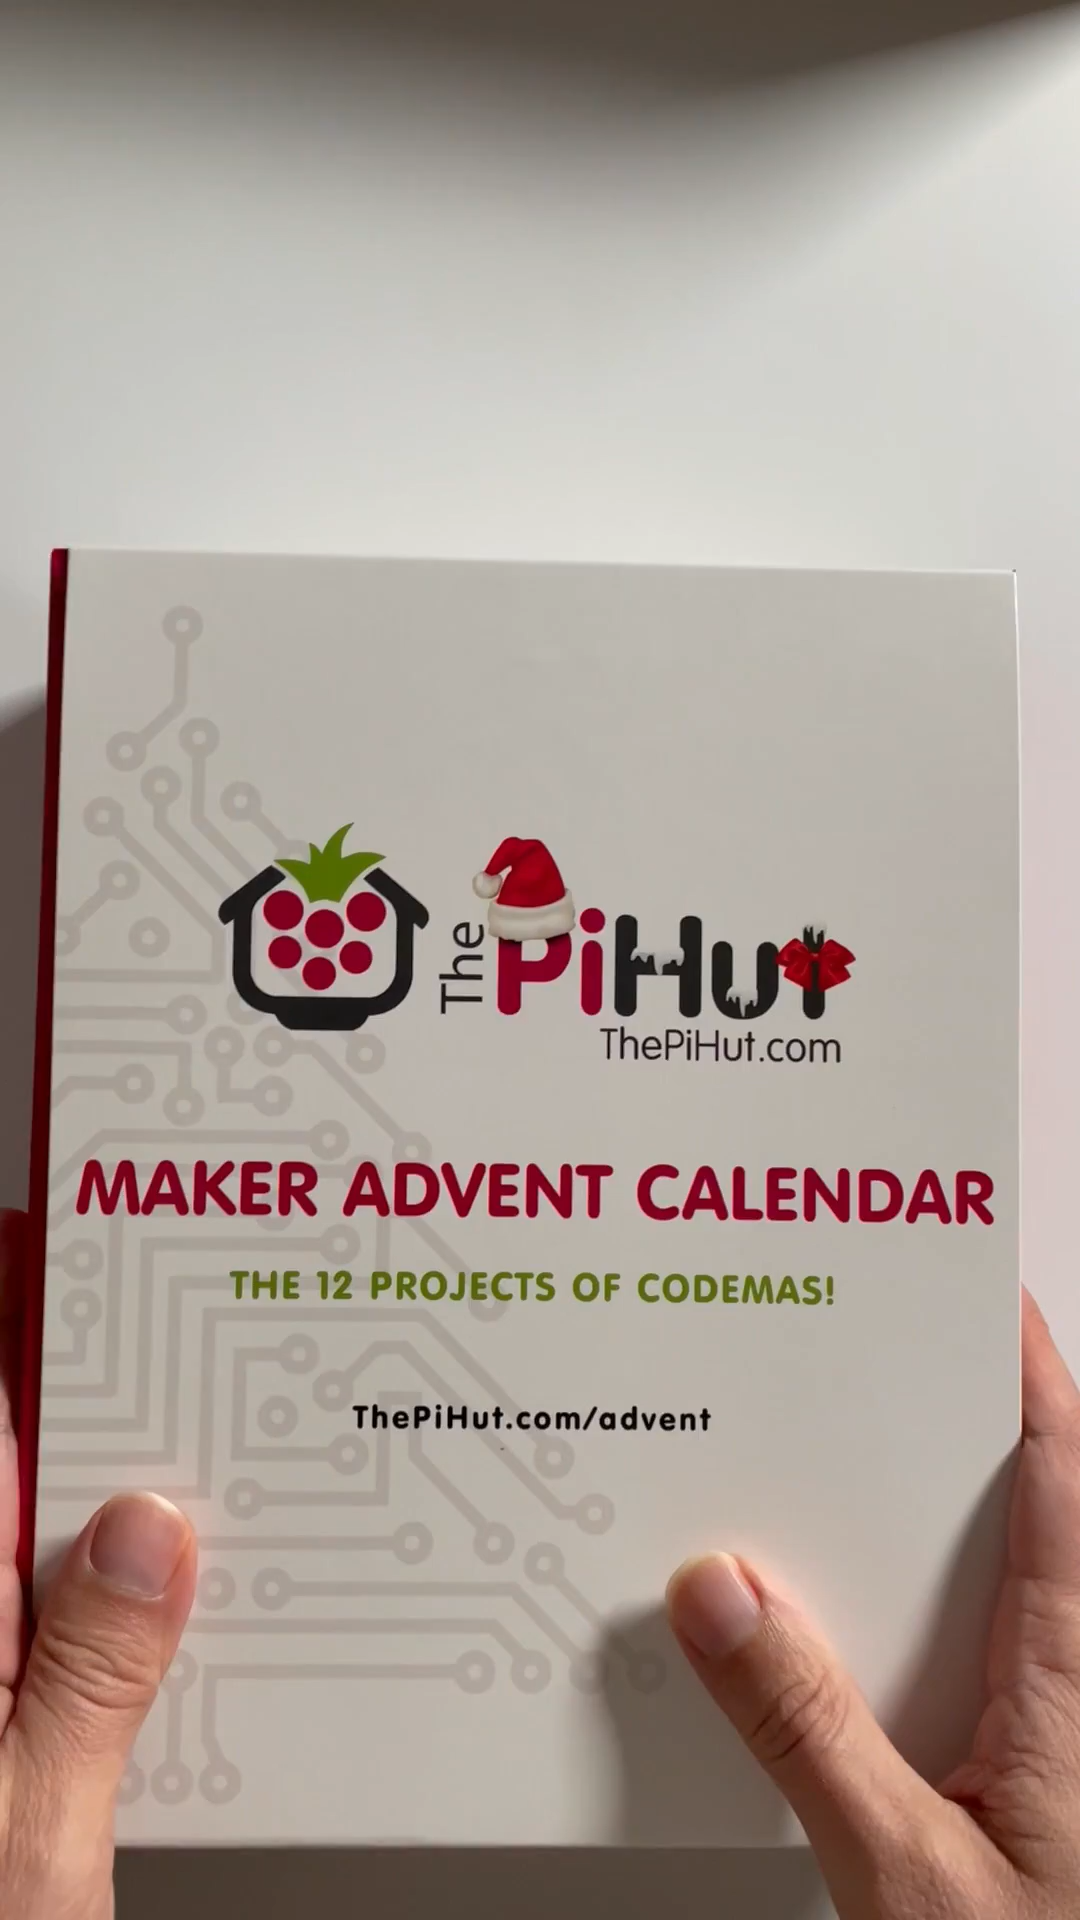 The PiHut
ThePiHut.com
MAKER ADVENT CALENDAR
THE 12 PROJECTS OF CODEMAS!
ThePiHut.com/advent